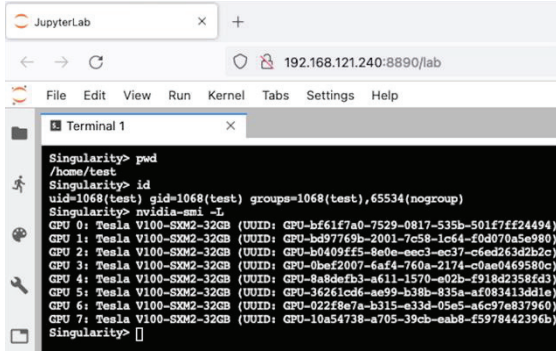 JupyterLab
192.168.121.240:8890/lab
File Edit View Run Kernel Tabs Settings Help
Terminal 1
Singularity> pwd
/home/test
Singularity> id
uid=1068(test) gid=1068(test) groups=1068(test),65534(nogroup)
Singularity> nvidia-smi -L
GPU 0: Tesla V100-SXM2-32GB (UUID: GPU-bf61f7a0-7529-0817-535b-501f7ff24494)
GPU 1: Tesla V100-SXM2-32GB (UUID: GPU-bd97769b-2001-7c58-1c64-f0d070a5e980)
GPU 2: Tesla V100-SXM2-32GB (UUID: GPU-b0409ff5-8e0e-eec3-ec37-c6ed263d2b2c)
GPU 3: Tesla V100-SXM2-32GB (UUID: GPU-0bef2007-6af4-760a-2174-c0ae0469580c)
GPU 4: Tesla V100-SXM2-32GB (UUID: GPU-8a8defb3-a611-1570-e02b-f918d2358fd3)
GPU 5: Tesla V100-SXM2-32GB (UUID: GPU-36261cd6-ae99-b38b-835a-af083413dd1e)
GPU 6: Tesla V100-SXM2-32GB (UUID: GPU-022f8e7a-b315-e33d-05e5-a6c97e837960)
GPU 7: Tesla V100-SXM2-32GB (UUID: GPU-10a54738-a705-39cb-eab8-f5978442396b)
Singularity>